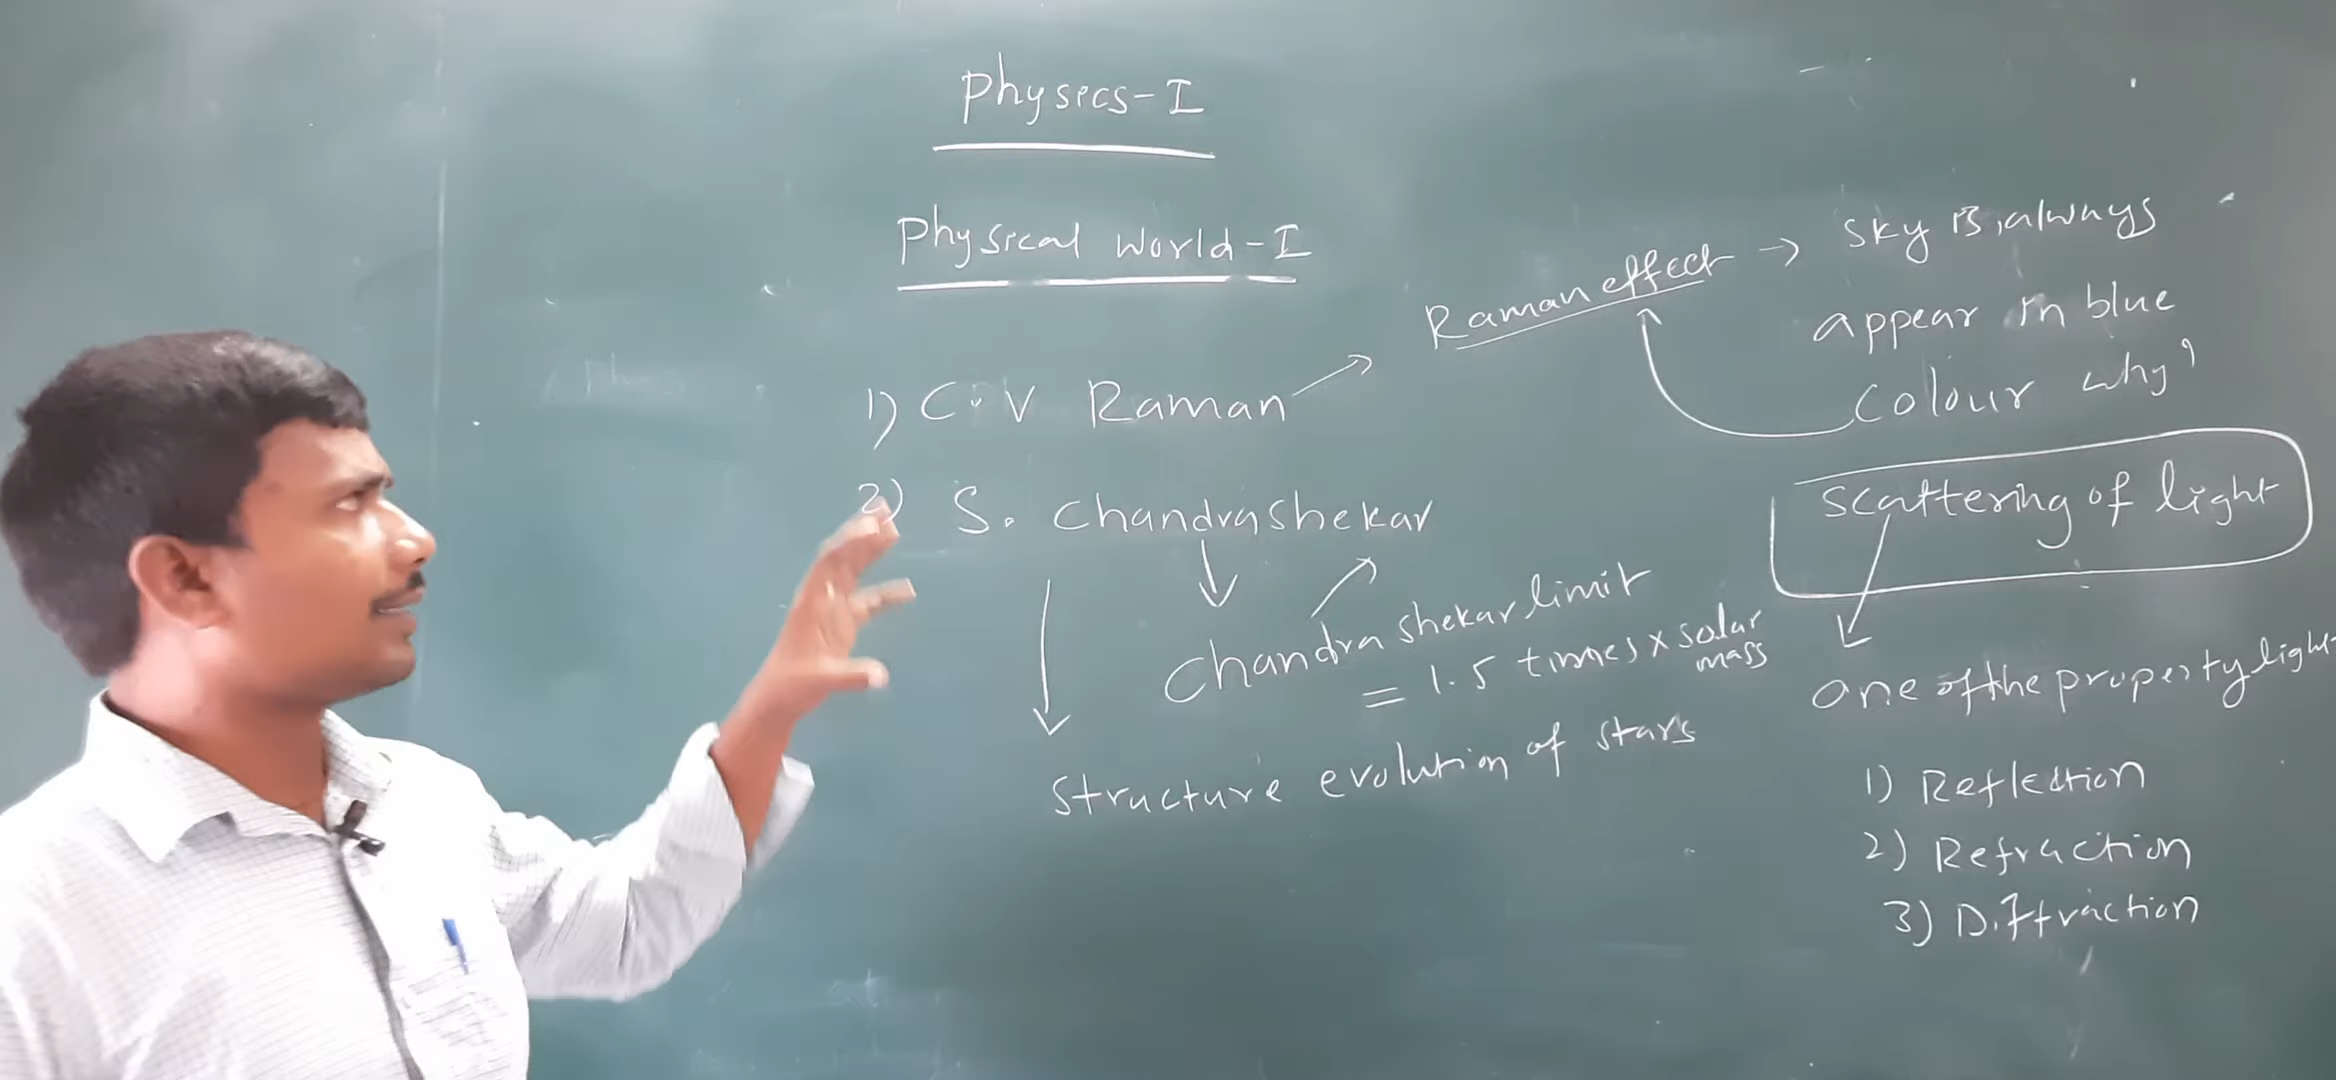 Physics-I
Physical World-I
1) C.V Raman
Raman effect → Sky is always
appear in blue
Colour why?
Scattering of light
2) S. Chandrashekar
Chandra shekar limit
= 1.5 times x solar
mass
Structure evolution of stars
one of the property light
1) Reflection
2) Refraction
3) Diffraction